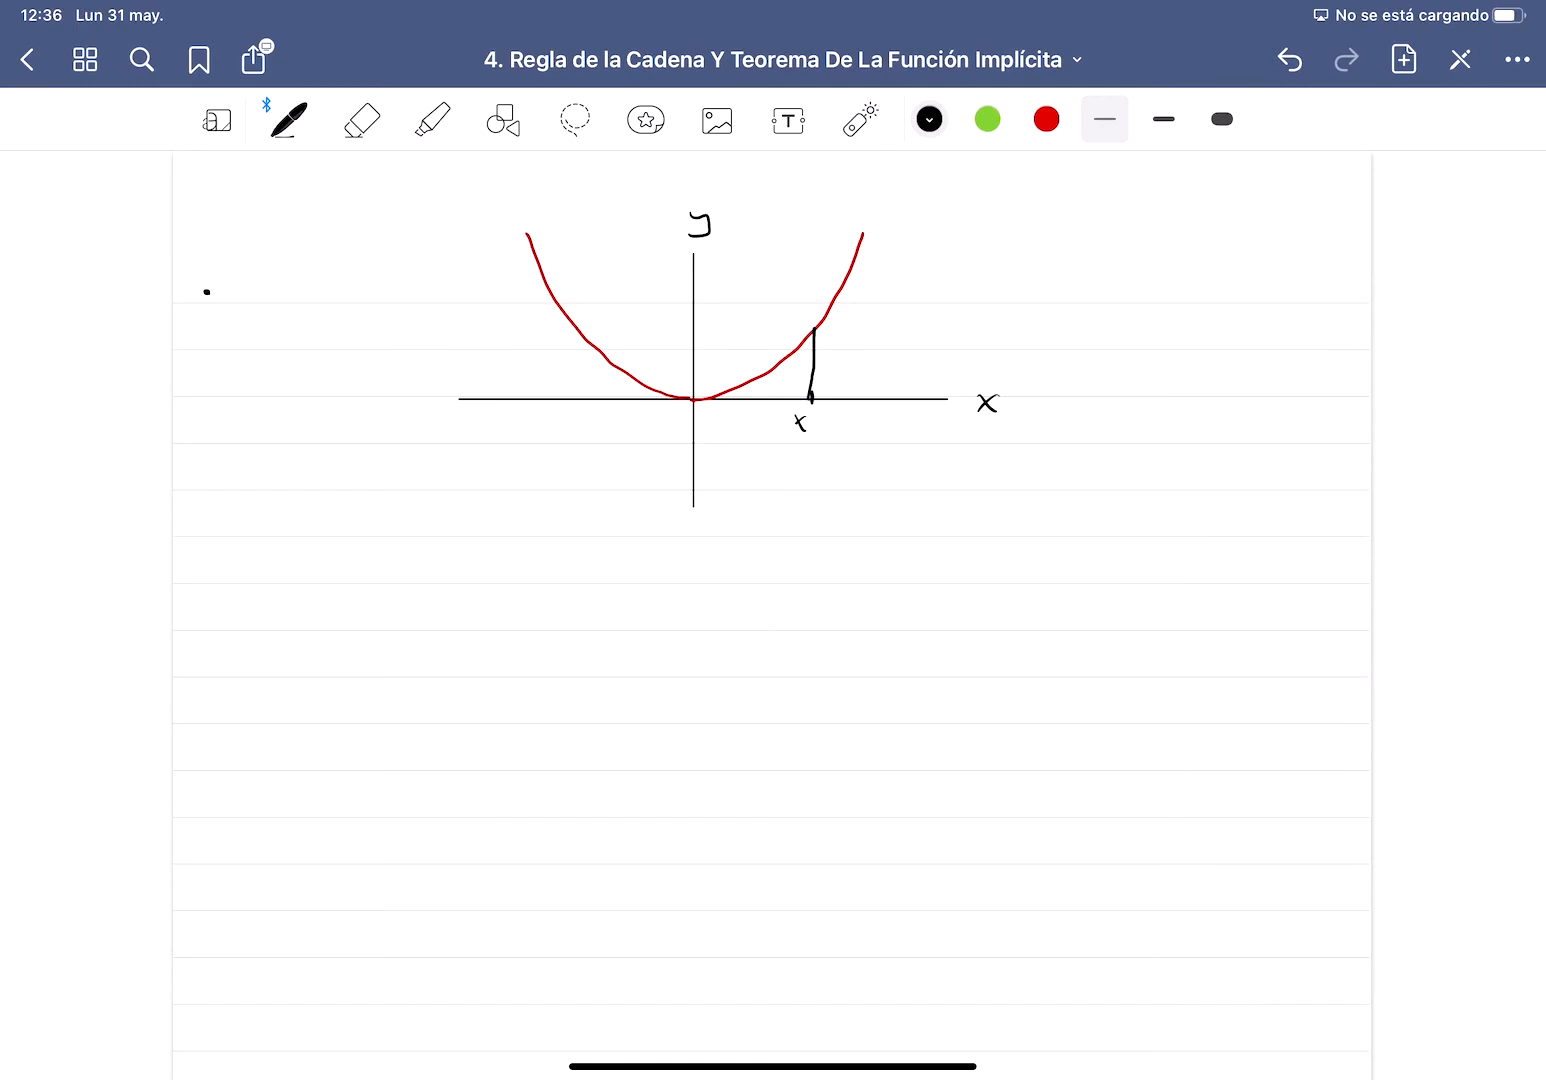 12:36 Lun 31 may. No se está cargando
4. Regla de la Cadena Y Teorema De La Función Implícita
a T
y
x
x